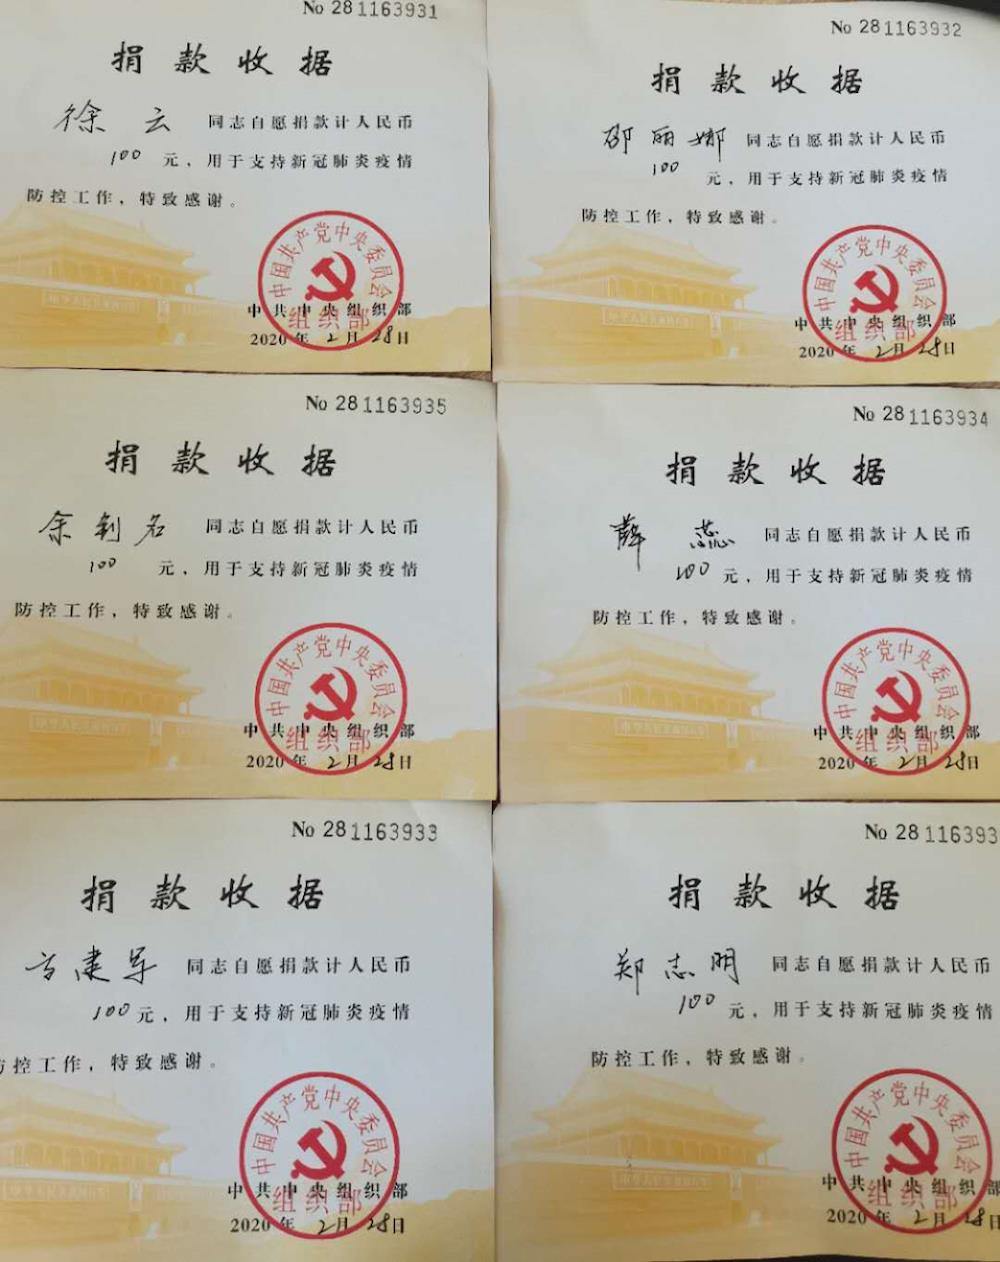 No 281163931
捐款收据
徐云 同志自愿捐款计人民币
100 元，用于支持新冠肺炎疫情
防控工作，特致感谢。
中国共产党中央委员会
组织部
中共中央组织部
2020年2月28日
No 281163932
捐款收据
邵丽娜 同志自愿捐款计人民币
100 元，用于支持新冠肺炎疫情
防控工作，特致感谢。
中国共产党中央委员会
组织部
中共中央组织部
2020年2月28日
No 281163935
捐款收据
余利名 同志自愿捐款计人民币
100 元，用于支持新冠肺炎疫情
防控工作，特致感谢。
中国共产党中央委员会
组织部
中共中央组织部
2020年2月28日
No 281163934
捐款收据
薛蕊 同志自愿捐款计人民币
200 元，用于支持新冠肺炎疫情
防控工作，特致感谢。
中国共产党中央委员会
组织部
中共中央组织部
2020年2月28日
No 281163933
捐款收据
方建军 同志自愿捐款计人民币
100 元，用于支持新冠肺炎疫情
防控工作，特致感谢。
中国共产党中央委员会
组织部
中共中央组织部
2020年2月28日
No 28116393
捐款收据
郑志明 同志自愿捐款计人民币
100 元，用于支持新冠肺炎疫情
防控工作，特致感谢。
中国共产党中央委员会
组织部
中共中央组织部
2020年2月28日